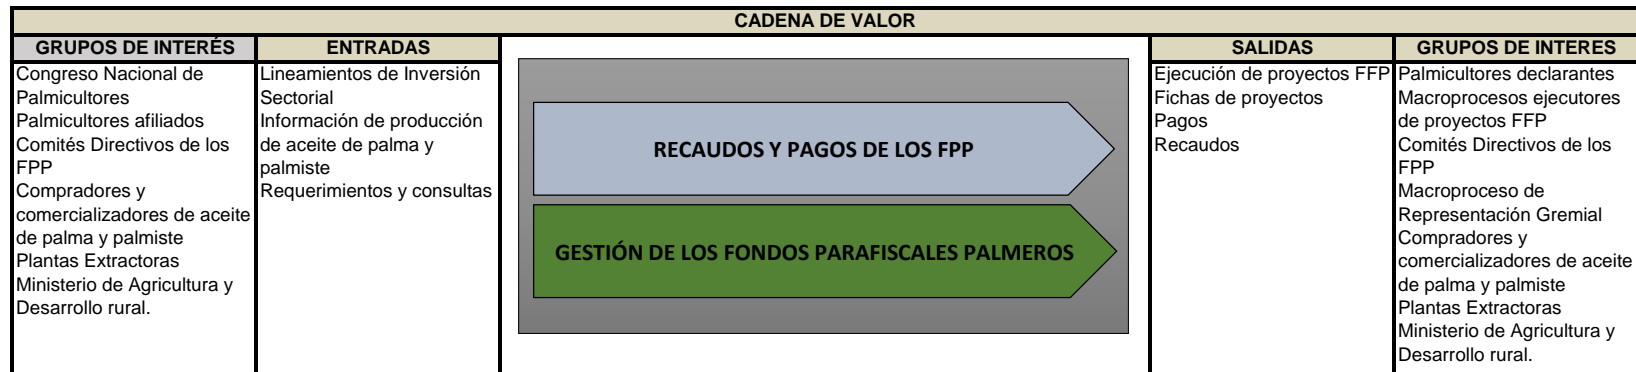 CADENA DE VALOR
GRUPOS DE INTERÉS
Congreso Nacional de
Palmicultores
Palmicultores afiliados
Comités Directivos de los
FPP
Compradores y
comercializadores de aceite
de palma y palmiste
Plantas Extractoras
Ministerio de Agricultura y
Desarrollo rural.
ENTRADAS
Lineamientos de Inversión
Sectorial
Información de producción
de aceite de palma y
palmiste
Requerimientos y consultas
RECAUDOS Y PAGOS DE LOS FPP
GESTIÓN DE LOS FONDOS PARAFISCALES PALMEROS
SALIDAS
Ejecución de proyectos FFP
Fichas de proyectos
Pagos
Recaudos
GRUPOS DE INTERES
Palmicultores declarantes
Macroprocesos ejecutores
de proyectos FFP
Comités Directivos de los
FPP
Macroproceso de
Representación Gremial
Compradores y
comercializadores de aceite
de palma y palmiste
Plantas Extractoras
Ministerio de Agricultura y
Desarrollo rural.